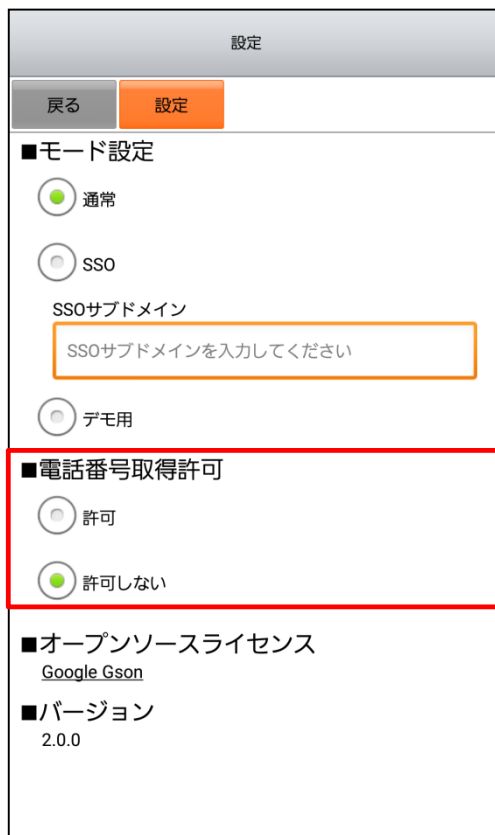 設定
戻る 設定
■モード設定
通常
SSO
SSOサブドメイン
SSOサブドメインを入力してください
デモ用
■電話番号取得許可
許可
許可しない
■オープンソースライセンス
Google Gson
■バージョン
2.0.0